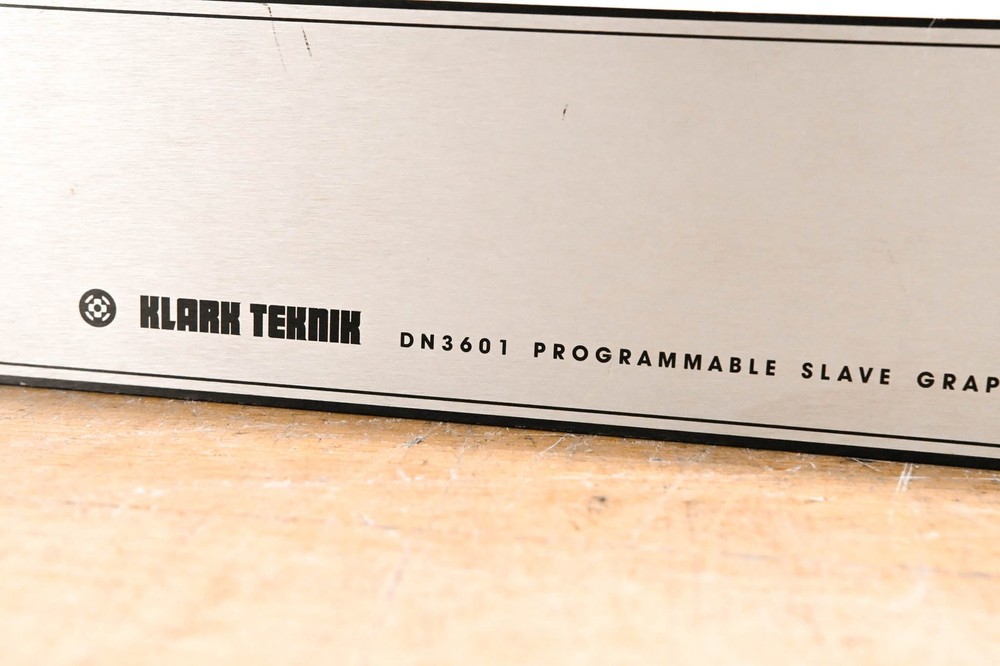 KLARK TEKNIK DN3601 PROGRAMMABLE SLAVE GRAP